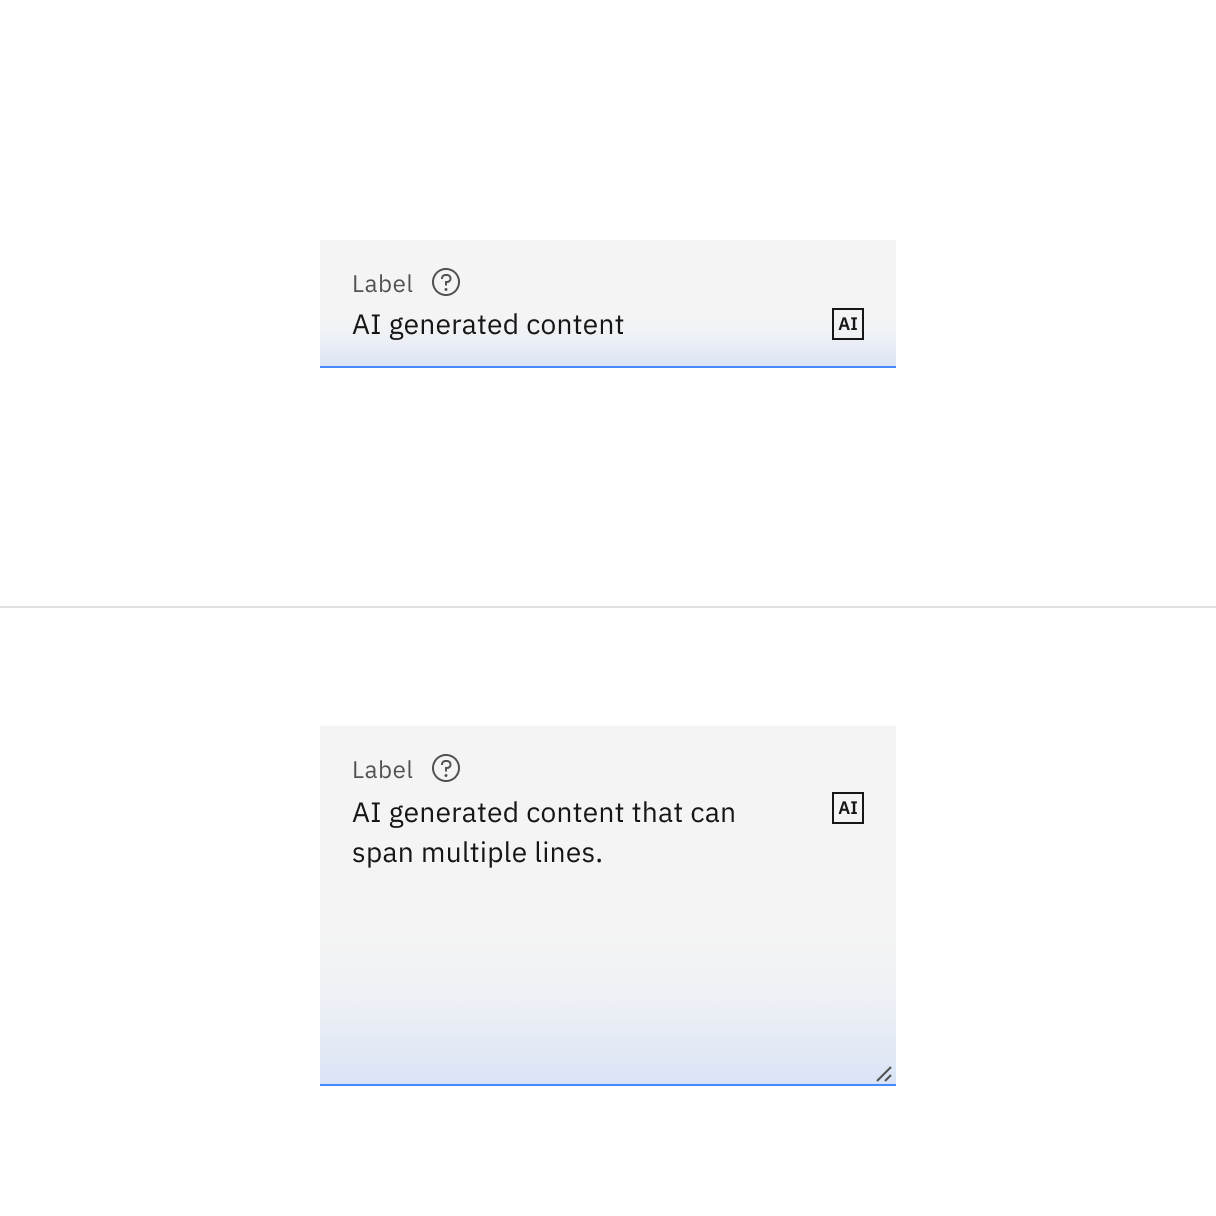 Label ?
AI generated content AI
Label ?
AI generated content that can AI
span multiple lines.